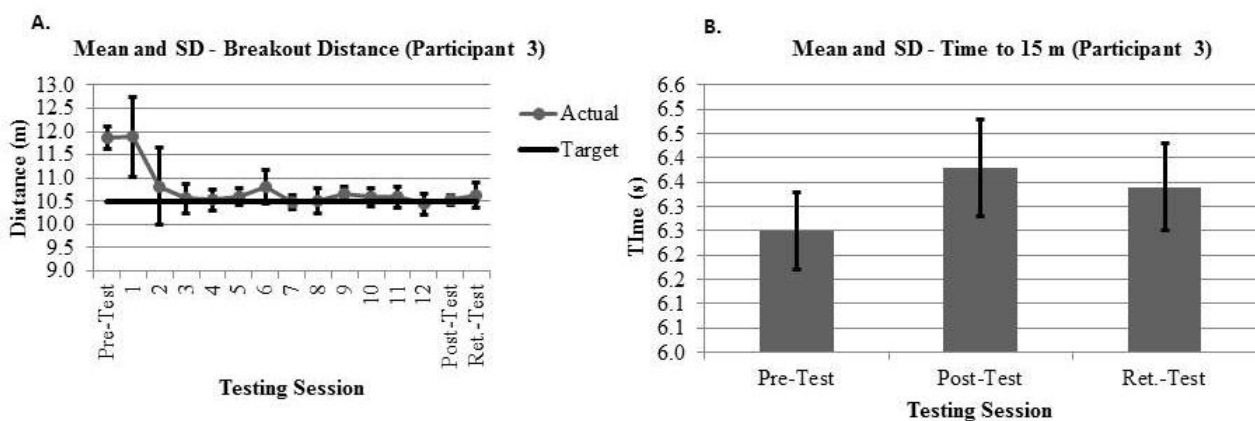 A.
Mean and SD - Breakout Distance (Participant 3)
13.0
12.5
12.0
11.5
11.0
10.5
10.0
9.5
9.0
Distance (m)
Pre-Test
1
2
3
4
5
6
7
8
9
10
11
12
Post-Test
Ret.-Test
Testing Session
Actual
Target
B.
Mean and SD - Time to 15 m (Participant 3)
6.6
6.5
6.5
6.4
6.4
6.3
6.3
6.2
6.2
6.1
6.1
6.0
TIme (s)
Pre-Test
Post-Test
Ret.-Test
Testing Session